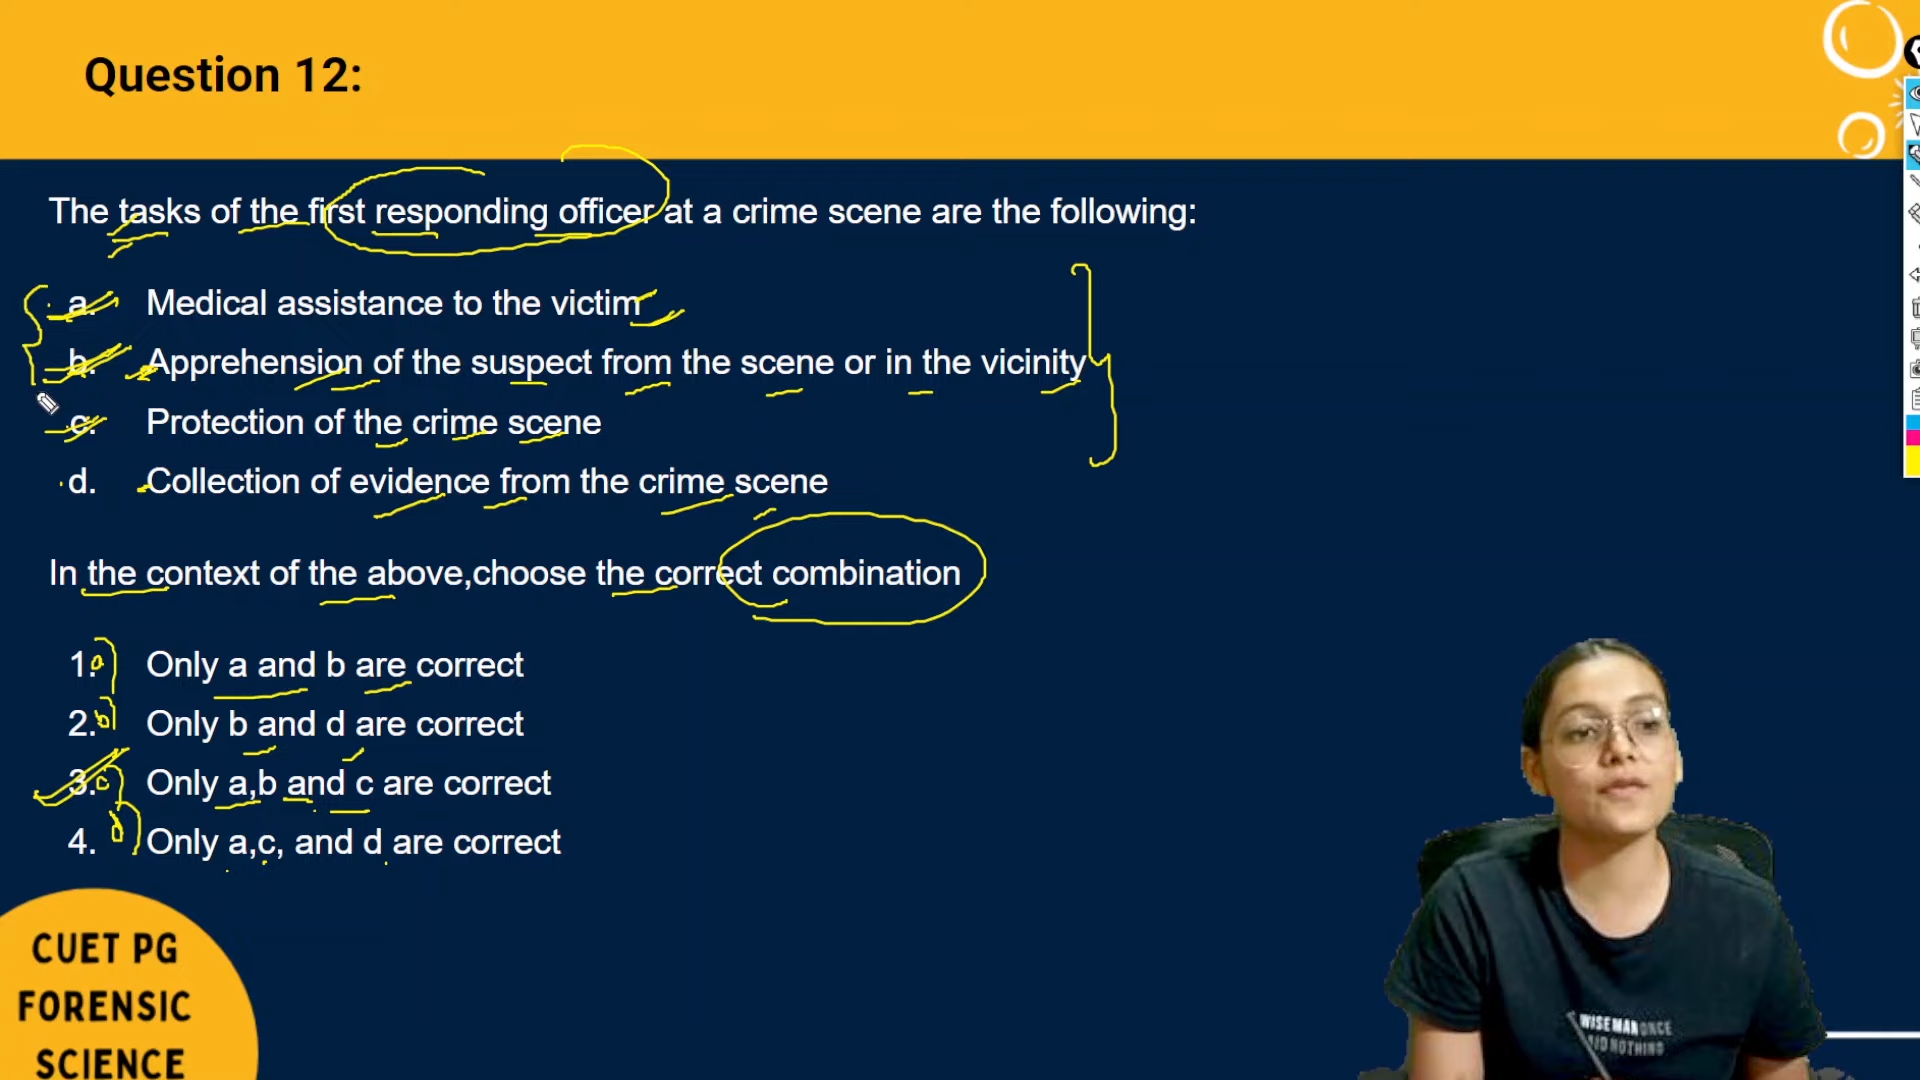 Question 12:
The tasks of the first responding officer at a crime scene are the following:
a. Medical assistance to the victim
b. Apprehension of the suspect from the scene or in the vicinity
c. Protection of the crime scene
d. Collection of evidence from the crime scene
In the context of the above,choose the correct combination
1. a) Only a and b are correct
2. b) Only b and d are correct
3. c) Only a,b and c are correct
4. d) Only a,c, and d are correct
CUET PG
FORENSIC
SCIENCE
WISE MAN ONCE
NOTHING